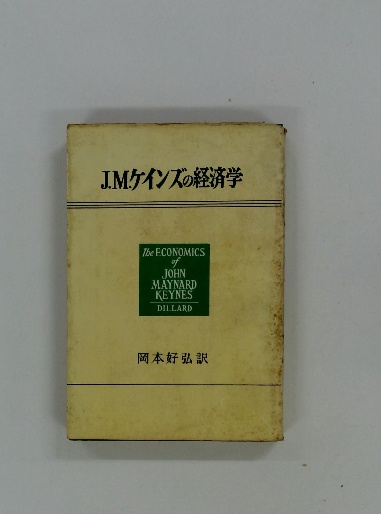 J.M.ケインズの経済学
The ECONOMICS
of
JOHN
MAYNARD
KEYNES
DILLARD
岡本好弘訳